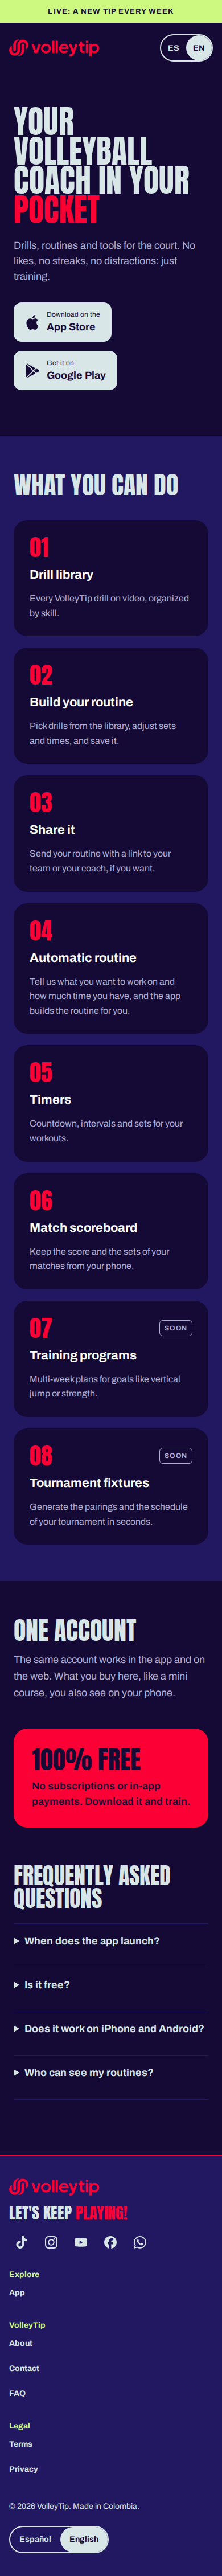 LIVE: A NEW TIP EVERY WEEK
volleytip
ES EN
YOUR
VOLLEYBALL
COACH IN YOUR
POCKET
Drills, routines and tools for the court. No
likes, no streaks, no distractions: just
training.
Download on the
App Store
Get it on
Google Play
WHAT YOU CAN DO
01
Drill library
Every VolleyTip drill on video, organized
by skill.
02
Build your routine
Pick drills from the library, adjust sets
and times, and save it.
03
Share it
Send your routine with a link to your
team or your coach, if you want.
04
Automatic routine
Tell us what you want to work on and
how much time you have, and the app
builds the routine for you.
05
Timers
Countdown, intervals and sets for your
workouts.
06
Match scoreboard
Keep the score and the sets of your
matches from your phone.
07 SOON
Training programs
Multi-week plans for goals like vertical
jump or strength.
08 SOON
Tournament fixtures
Generate the pairings and the schedule
of your tournament in seconds.
ONE ACCOUNT
The same account works in the app and on
the web. What you buy here, like a mini
course, you also see on your phone.
100% FREE
No subscriptions or in-app
payments. Download it and train.
FREQUENTLY ASKED
QUESTIONS
When does the app launch?
Is it free?
Does it work on iPhone and Android?
Who can see my routines?
volleytip
LET'S KEEP PLAYING!
Explore
App
VolleyTip
About
Contact
FAQ
Legal
Terms
Privacy
© 2026 VolleyTip. Made in Colombia.
Español English